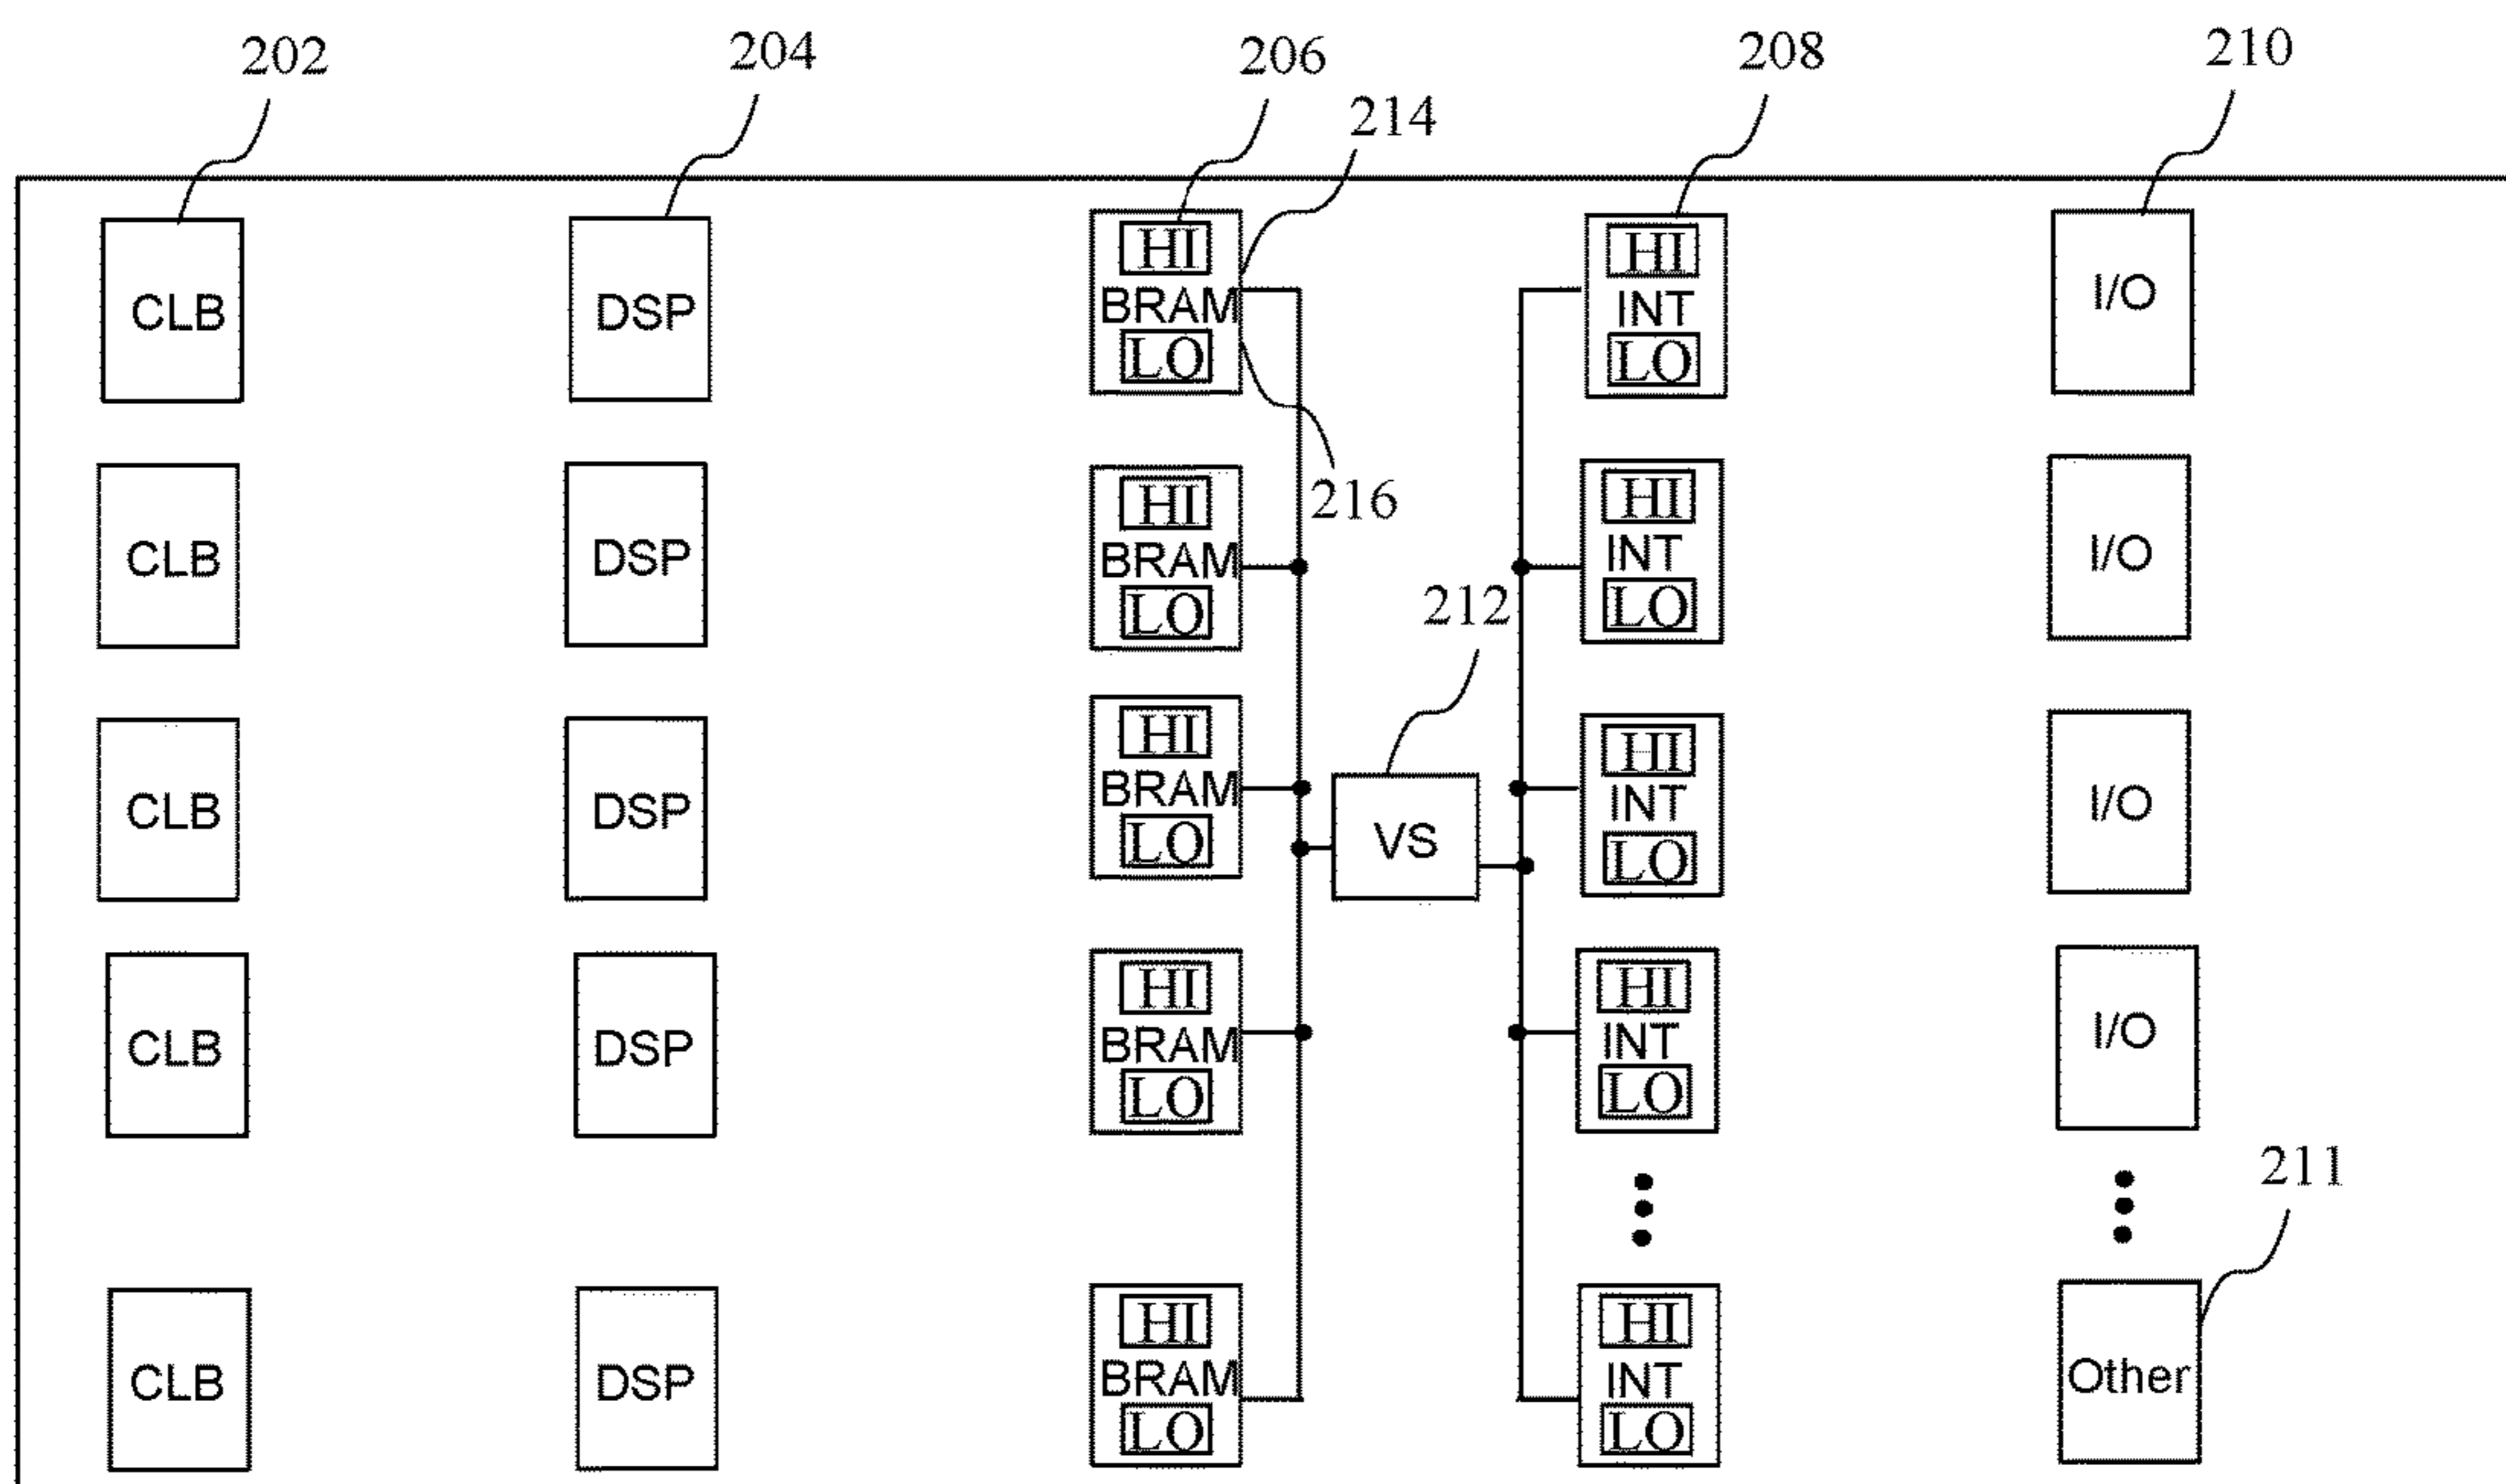 202 204 206 208 210
214
HI HI
CLB DSP BRAM INT I/O
LO LO
216
HI HI
CLB DSP BRAM INT I/O
LO LO
212
HI HI
CLB DSP BRAM INT I/O
VS
LO LO
HI HI
CLB DSP BRAM INT I/O
LO LO
211
HI HI
CLB DSP BRAM INT Other
LO LO